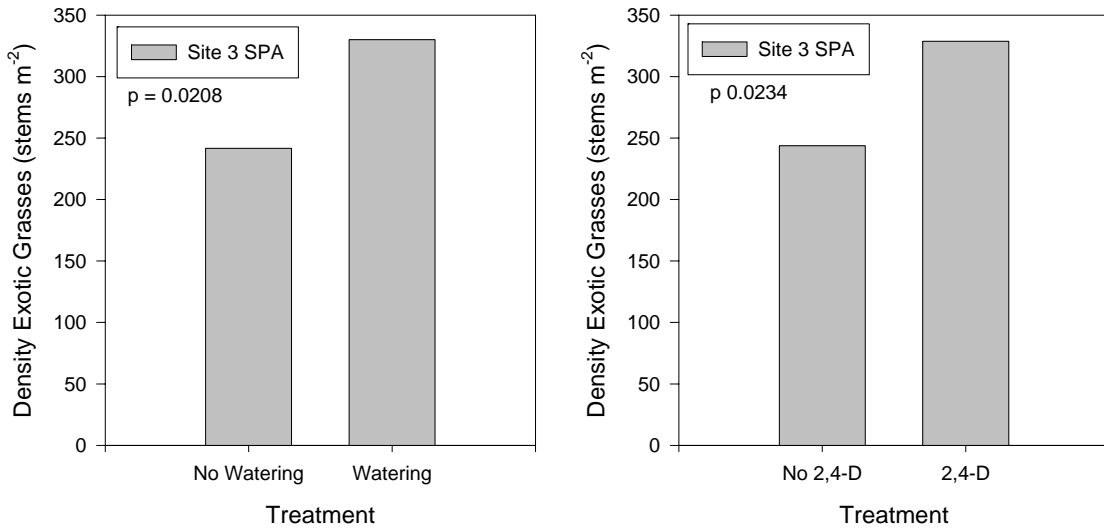 Density Exotic Grasses (stems m-2)
350
300
250
200
150
100
50
0
Site 3 SPA
p = 0.0208
No Watering
Watering
Treatment
Density Exotic Grasses (stems m-2)
350
300
250
200
150
100
50
0
Site 3 SPA
p 0.0234
No 2,4-D
2,4-D
Treatment